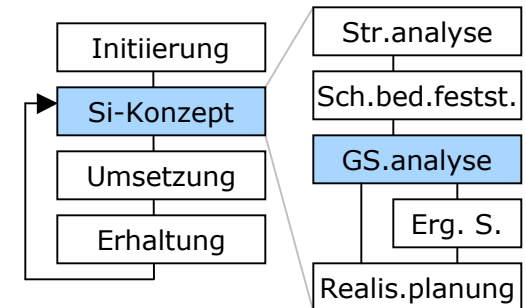 Initiierung
Si-Konzept
Umsetzung
Erhaltung
Str.analyse
Sch.bed.festst.
GS.analyse
Erg. S.
Realis.planung